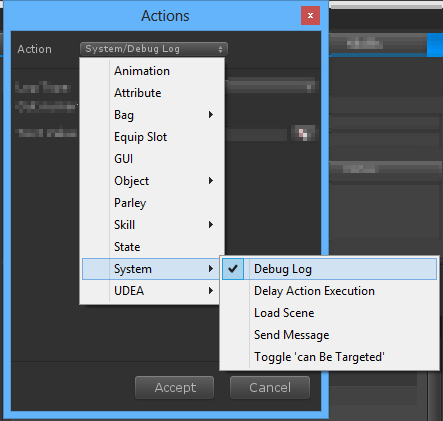 Actions
x
Action System/Debug Log
Animation
Attribute
Bag
Equip Slot
GUI
Object
Parley
Skill
State
System
UDEA
Debug Log
Delay Action Execution
Load Scene
Send Message
Toggle 'can Be Targeted'
Accept Cancel